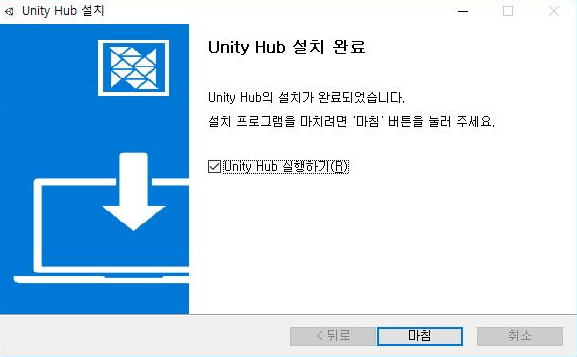 Unity Hub 설치
Unity Hub 설치 완료
Unity Hub의 설치가 완료되었습니다.
설치 프로그램을 마치려면 '마침' 버튼을 눌러 주세요.
Unity Hub 실행하기(R)
< 뒤로
마침
취소